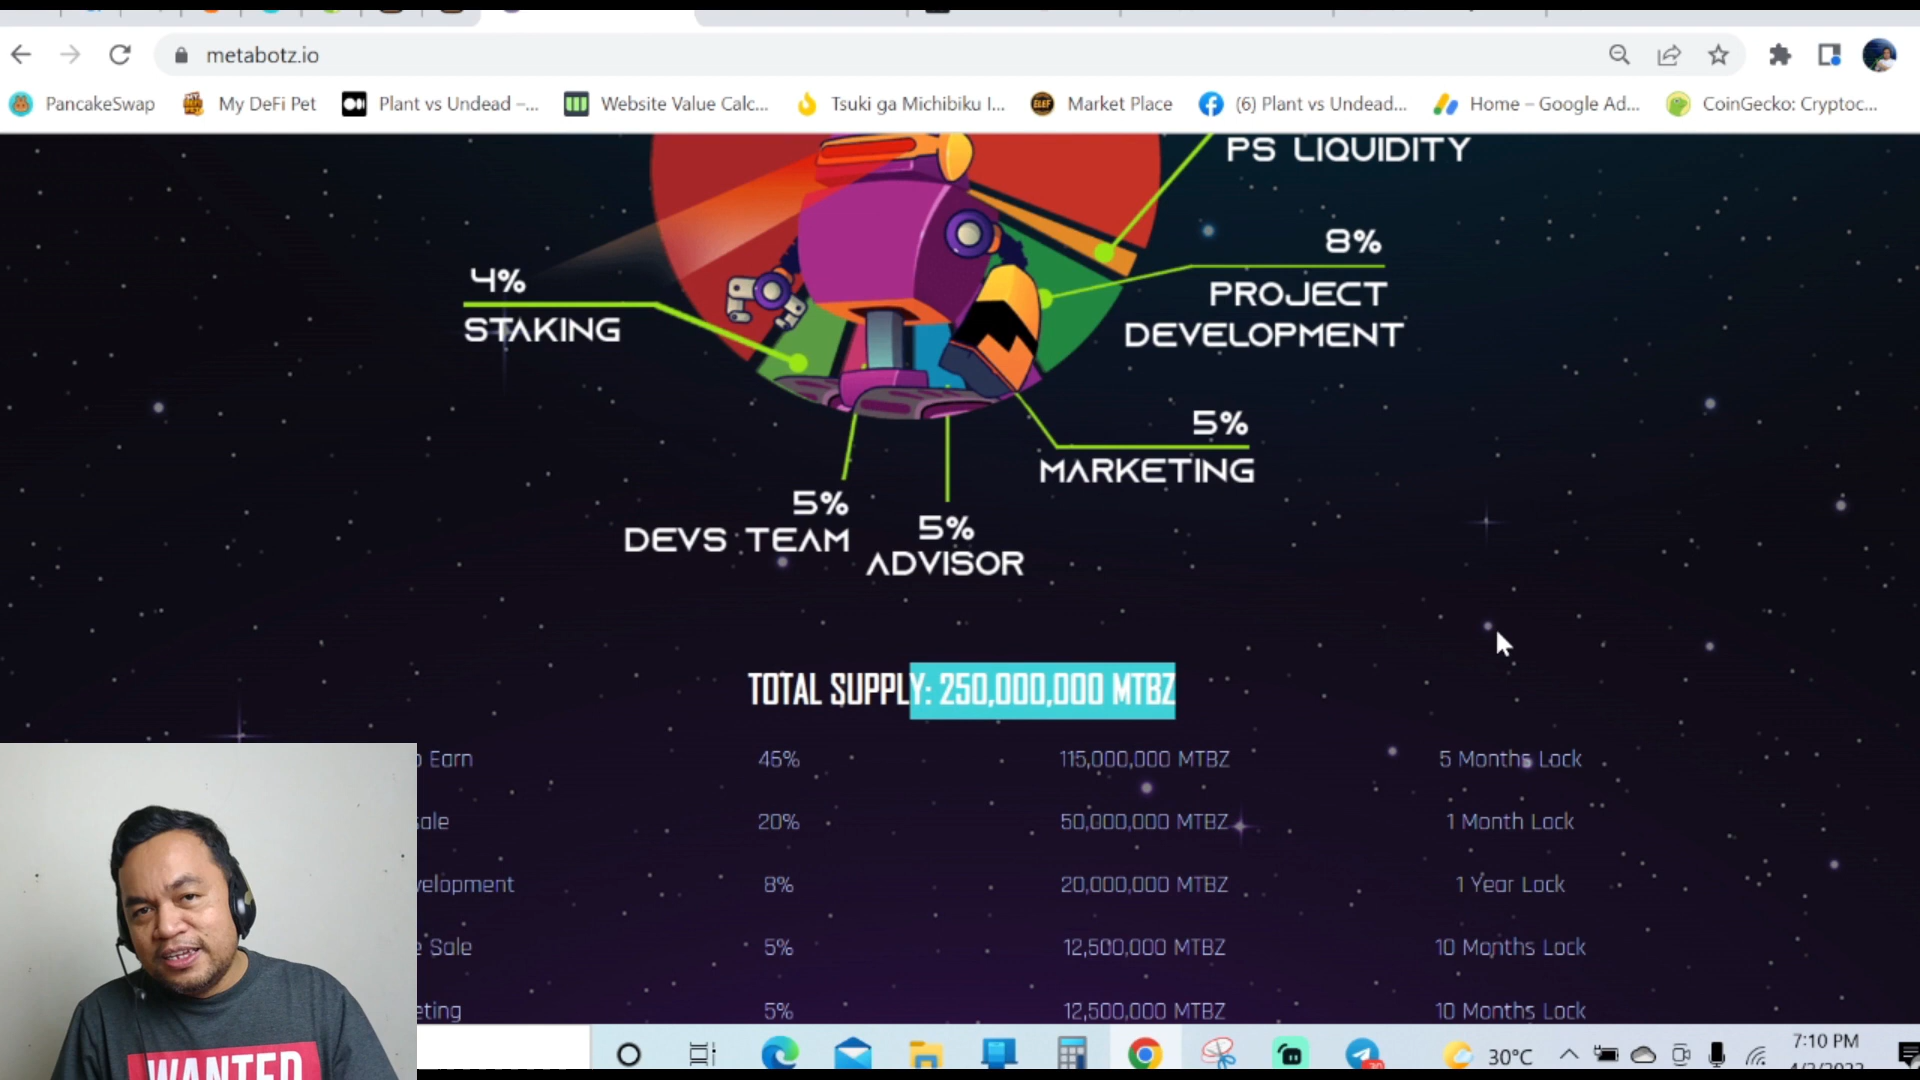 metabotz.io
PancakeSwap
My DeFi Pet
Plant vs Undead –...
Website Value Calc...
Tsuki ga Michibiku I...
Market Place
(6) Plant vs Undead...
Home – Google Ad...
CoinGecko: Cryptoc...
PS LIQUIDITY
8%
PROJECT
DEVELOPMENT
4%
STAKING
5%
MARKETING
5%
DEVS TEAM
5%
ADVISOR
TOTAL SUPPLY: 250,000,000 MTBZ
Earn 46% 115,000,000 MTBZ 5 Months Lock
ale 20% 50,000,000 MTBZ 1 Month Lock
velopment 8% 20,000,000 MTBZ 1 Year Lock
Sale 5% 12,500,000 MTBZ 10 Months Lock
eting 5% 12,500,000 MTBZ 10 Months Lock
WANTED
30°C
7:10 PM